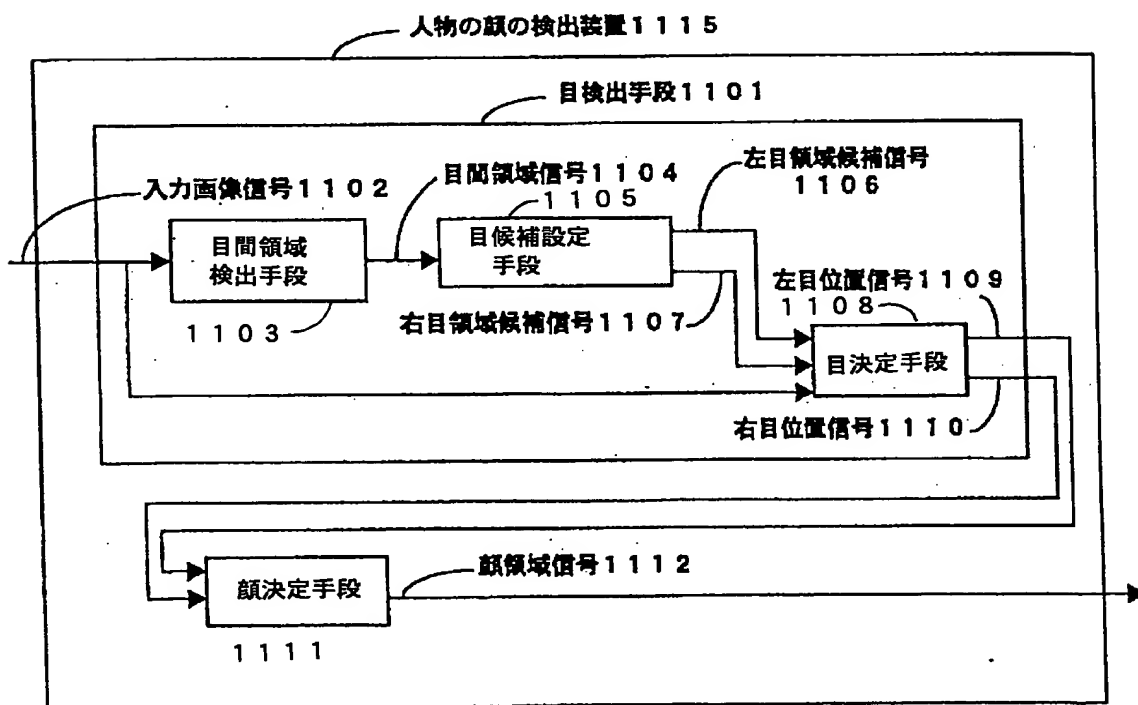 人物の顔の検出装置１１１５
目検出手段１１０１
左目領域候補信号
１１０６
目間領域信号１１０４
入力画像信号１１０２
１１０５
目間領域
検出手段
目候補設定
手段
左目位置信号１１０９
１１０８
１１０３
右目領域候補信号１１０７
目決定手段
右目位置信号１１１０
顔領域信号１１１２
顔決定手段
１１１１